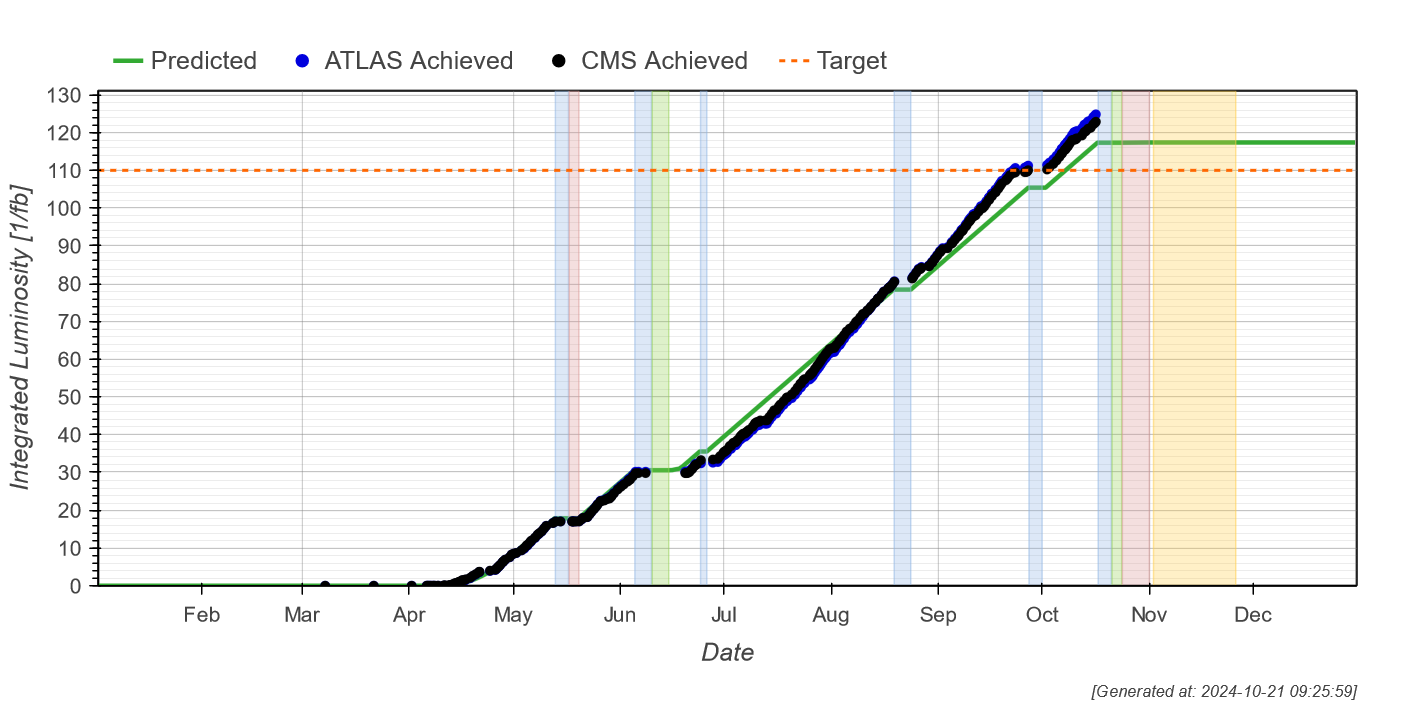 Predicted ATLAS Achieved CMS Achieved Target
130
120
110
100
90
80
70
60
50
40
30
20
10
0
Integrated Luminosity [1/fb]
Feb Mar Apr May Jun Jul Aug Sep Oct Nov Dec
Date
[Generated at: 2024-10-21 09:25:59]